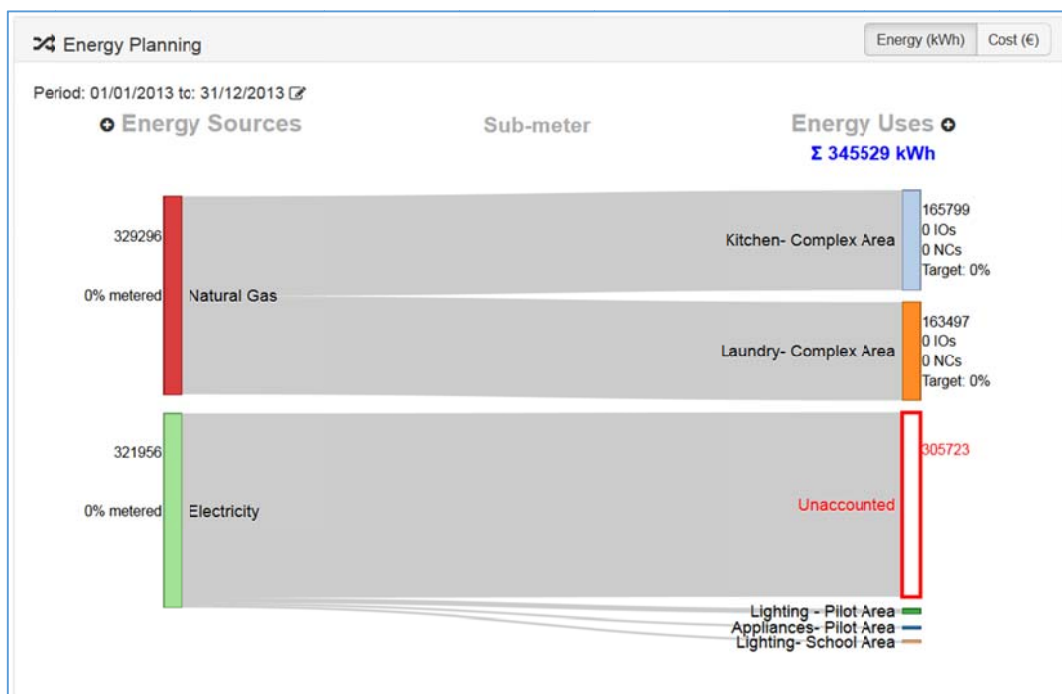 Energy Planning
Energy (kWh) Cost (€)
Period: 01/01/2013 tc: 31/12/2013
Energy Sources Sub-meter Energy Uses
Σ 345529 kWh
329296
0% metered
Natural Gas
Kitchen- Complex Area
165799
0 IOs
0 NCs
Target: 0%
Laundry- Complex Area
163497
0 IOs
0 NCs
Target: 0%
321956
0% metered
Electricity
Unaccounted
305723
Lighting - Pilot Area
Appliances- Pilot Area
Lighting- School Area